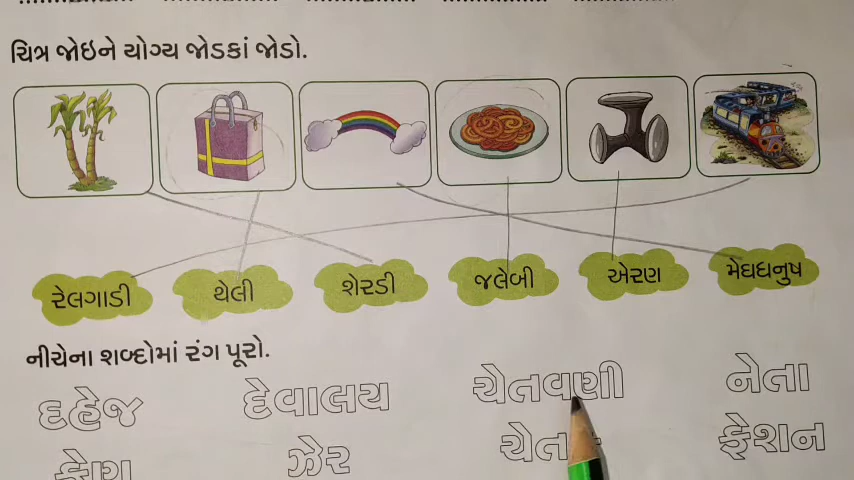 ચિત્ર જોઇને યોગ્ય જોડકાં જોડો.
રેલગાડી થેલી શેરડી જલેબી એરણ મેઘધનુષ
નીચેના શબ્દોમાં રંગ પૂરો.
દહેજ દેવાલય ચેતવણી નેતા
ઝેર ફેશન